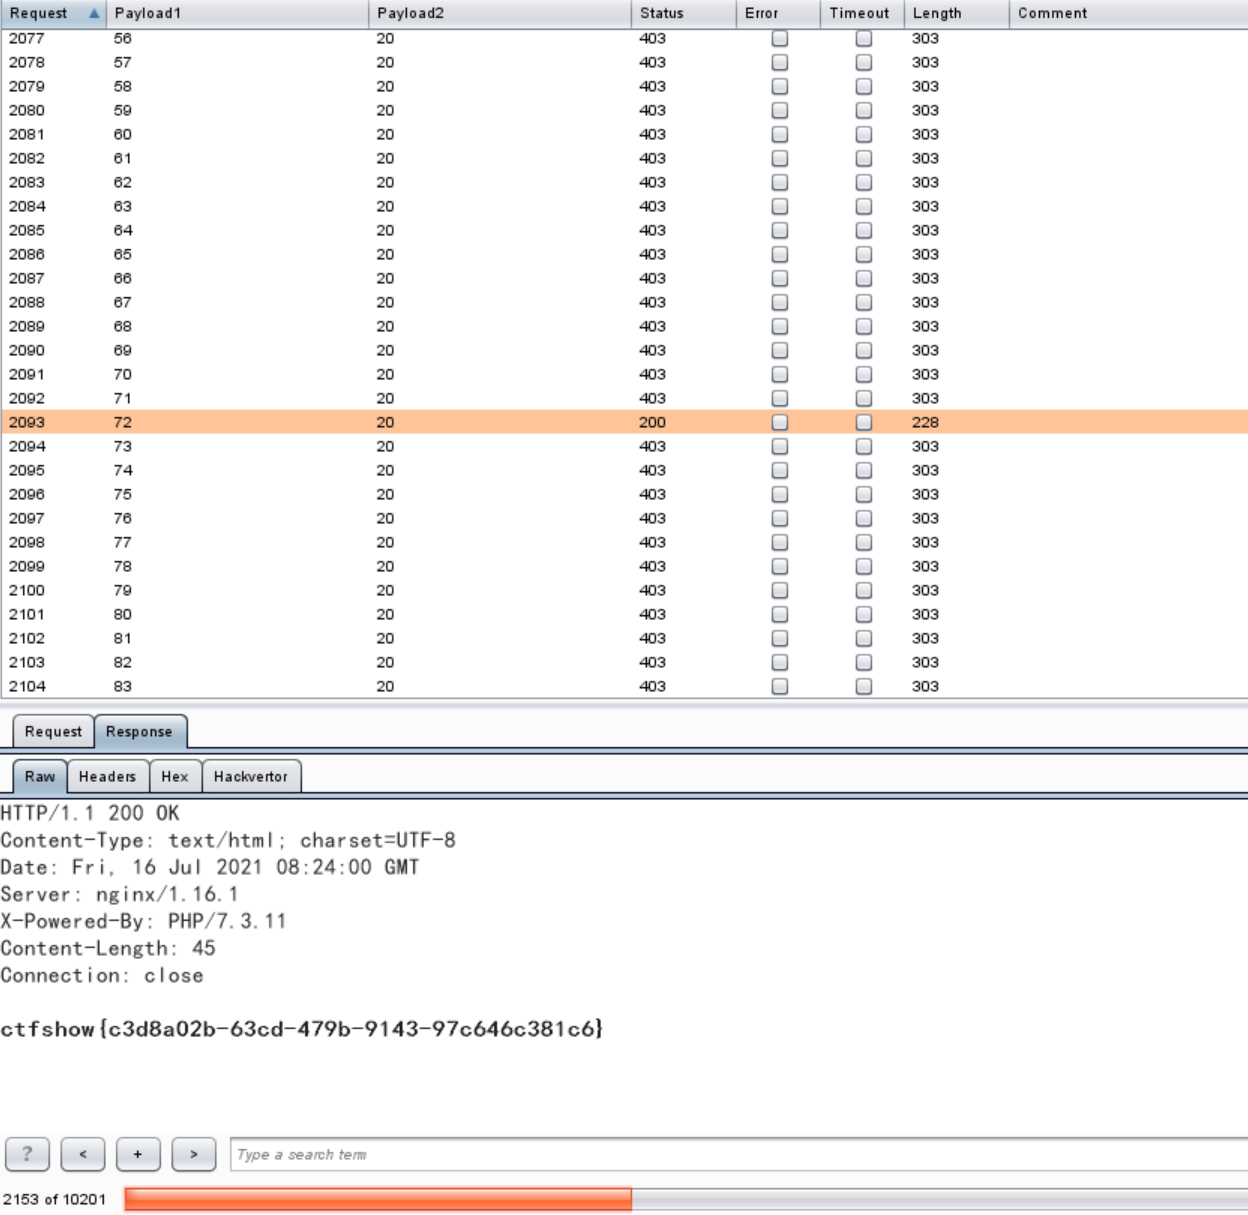 Request Payload1 Payload2 Status Error Timeout Length Comment
2077 56 20 403 303
2078 57 20 403 303
2079 58 20 403 303
2080 59 20 403 303
2081 60 20 403 303
2082 61 20 403 303
2083 62 20 403 303
2084 63 20 403 303
2085 64 20 403 303
2086 65 20 403 303
2087 66 20 403 303
2088 67 20 403 303
2089 68 20 403 303
2090 69 20 403 303
2091 70 20 403 303
2092 71 20 403 303
2093 72 20 200 228
2094 73 20 403 303
2095 74 20 403 303
2096 75 20 403 303
2097 76 20 403 303
2098 77 20 403 303
2099 78 20 403 303
2100 79 20 403 303
2101 80 20 403 303
2102 81 20 403 303
2103 82 20 403 303
2104 83 20 403 303
Request Response
Raw Headers Hex Hackvertor
HTTP/1.1 200 OK
Content-Type: text/html; charset=UTF-8
Date: Fri, 16 Jul 2021 08:24:00 GMT
Server: nginx/1.16.1
X-Powered-By: PHP/7.3.11
Content-Length: 45
Connection: close
ctfshow{c3d8a02b-63cd-479b-9143-97c646c381c6}
? < + > Type a search term
2153 of 10201